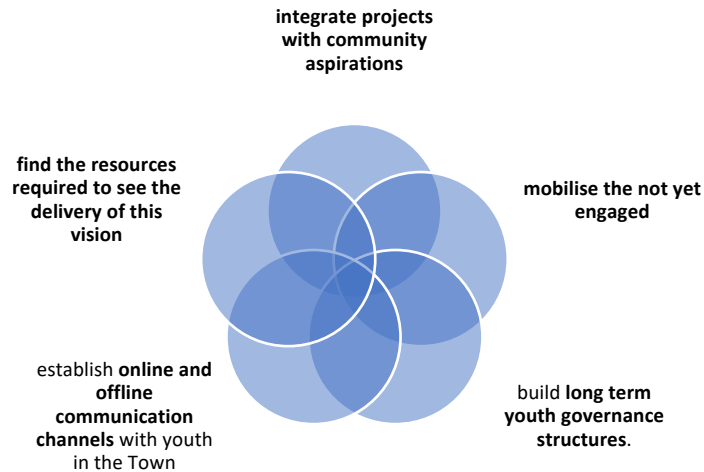 integrate projects
with community
aspirations
mobilise the not yet
engaged
build long term
youth governance
structures.
establish online and
offline
communication
channels with youth
in the Town
find the resources
required to see the
delivery of this
vision